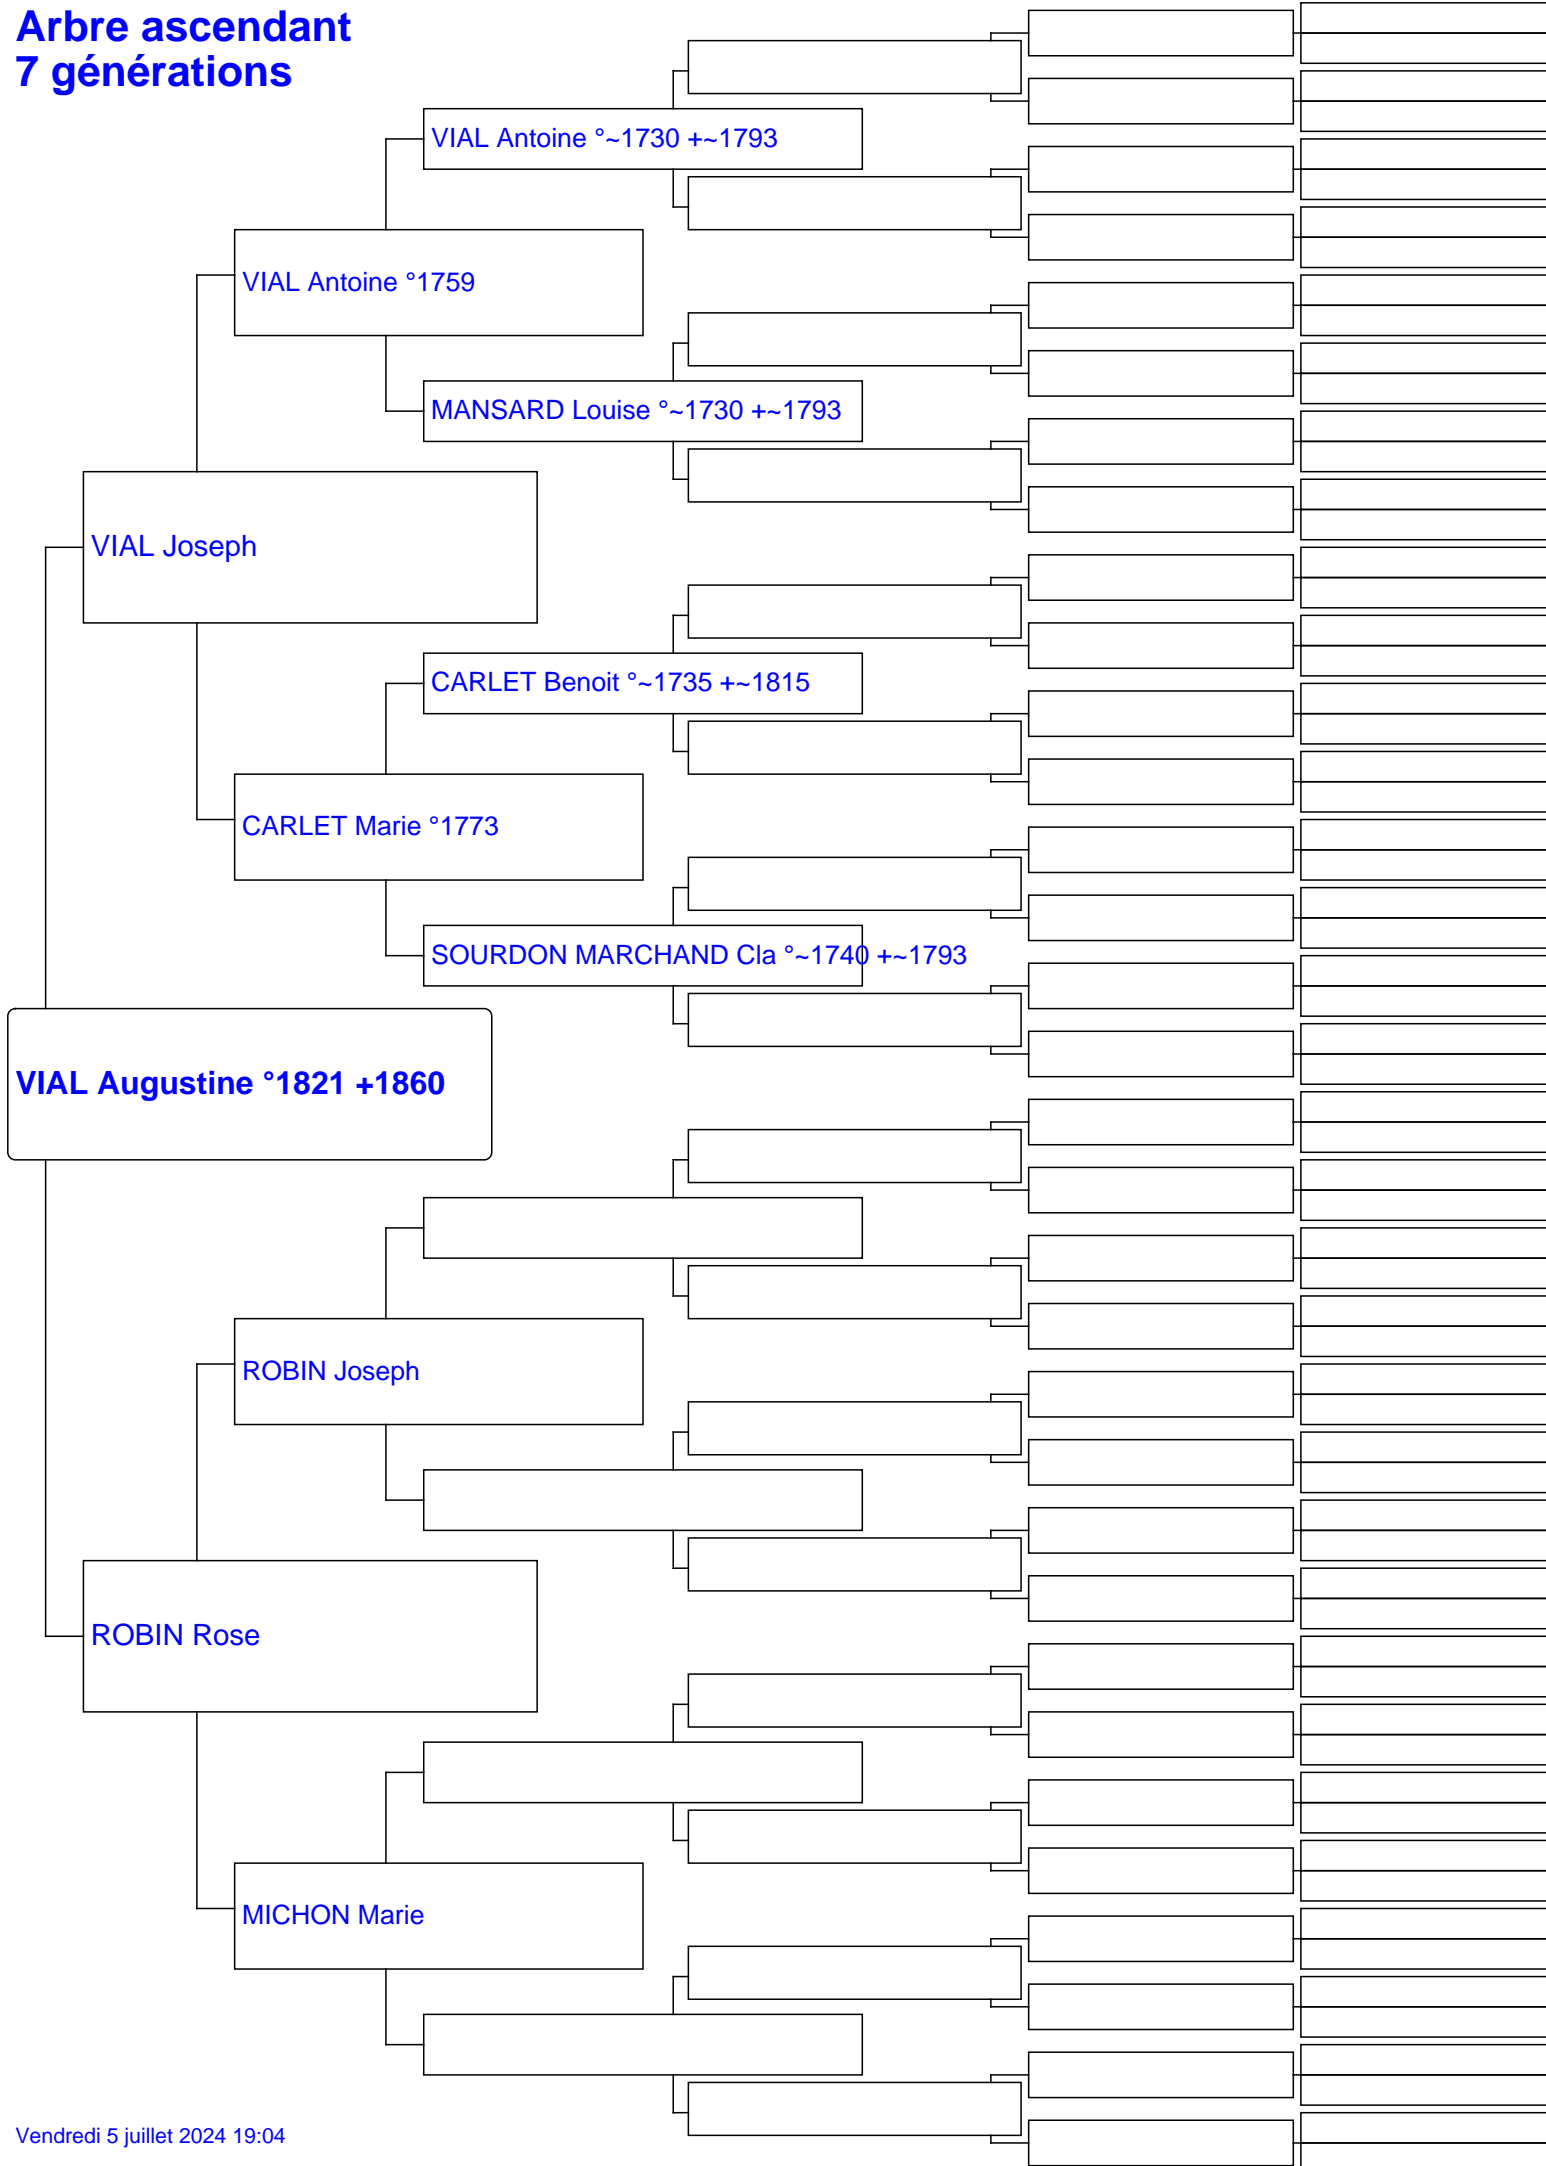 Arbre ascendant
7 générations
VIAL Antoine °~1730 +~1793
VIAL Antoine °1759
MANSARD Louise °~1730 +~1793
VIAL Joseph
CARLET Benoit °~1735 +~1815
CARLET Marie °1773
SOURDON MARCHAND Cla °~1740 +~1793
VIAL Augustine °1821 +1860
ROBIN Joseph
ROBIN Rose
MICHON Marie
Vendredi 5 juillet 2024 19:04